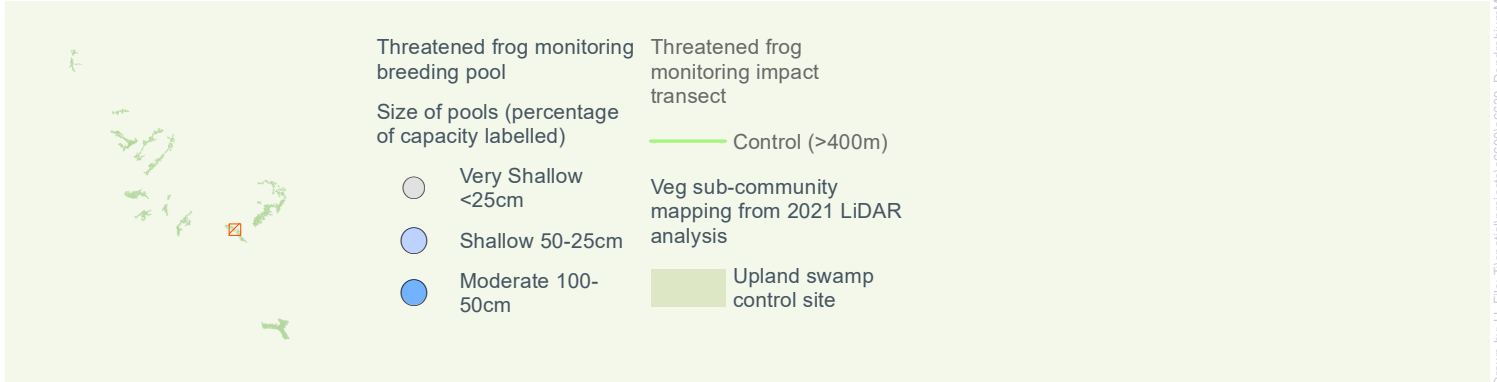 Threatened frog monitoring
breeding pool
Size of pools (percentage
of capacity labelled)
Very Shallow
<25cm
Shallow 50-25cm
Moderate 100-
50cm
Threatened frog
monitoring impact
transect
Control (>400m)
Veg sub-community
mapping from 2021 LiDAR
analysis
Upland swamp
control site